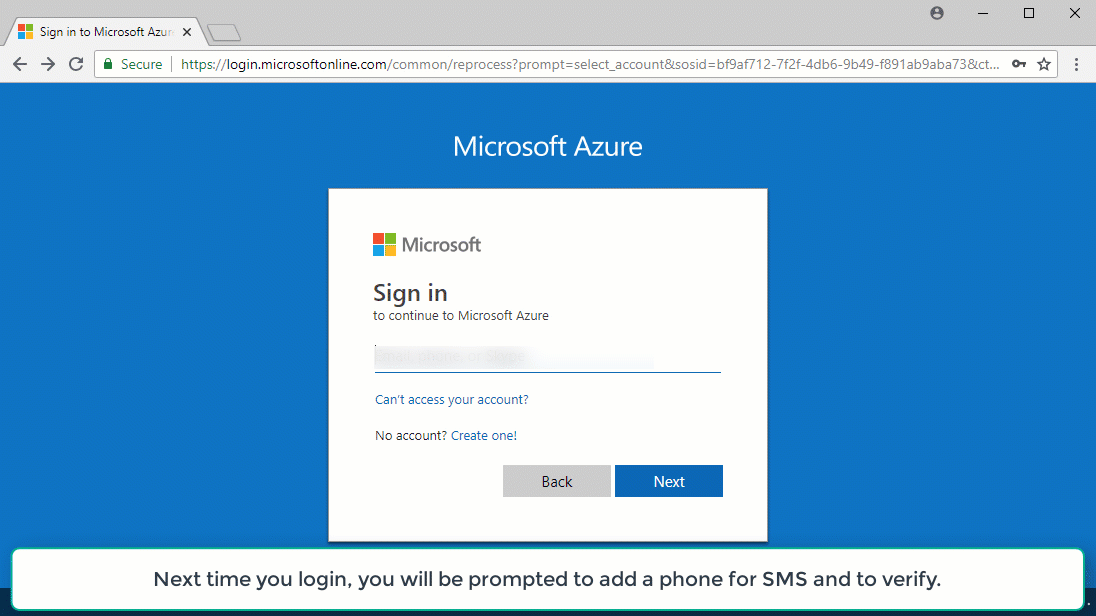 Sign in to Microsoft Azur
Secure
https://login.microsoftonline.com/common/reprocess?prompt=select_account&sosid=bf9af712-7f2f-4db6-9b49-f891ab9aba73&ct...
Microsoft Azure
Microsoft
Sign in
to continue to Microsoft Azure
Can't access your account?
No account? Create one!
Back
Next
Next time you login, you will be prompted to add a phone for SMS and to verify.